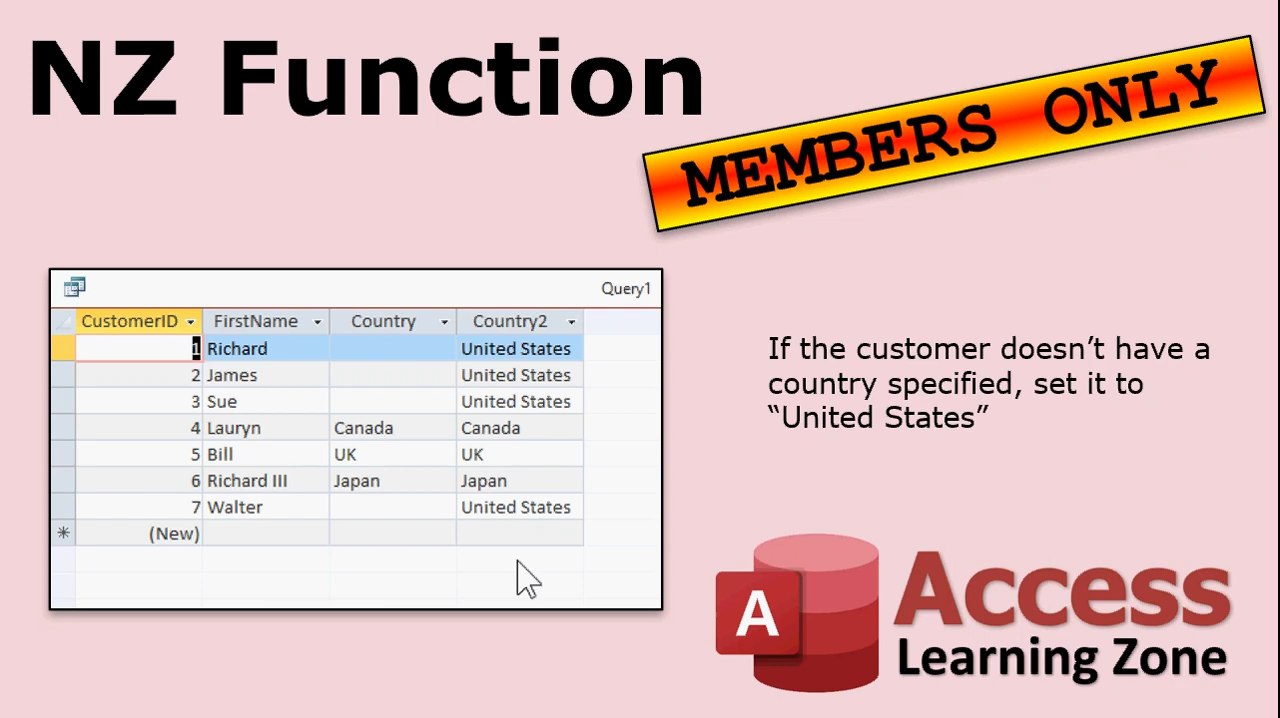 NZ Function
MEMBERS ONLY
Query1
CustomerID FirstName Country Country2
1 Richard United States
2 James United States
3 Sue United States
4 Lauryn Canada Canada
5 Bill UK UK
6 Richard III Japan Japan
7 Walter United States
* (New)
If the customer doesn’t have a
country specified, set it to
“United States”
A
Access
Learning Zone